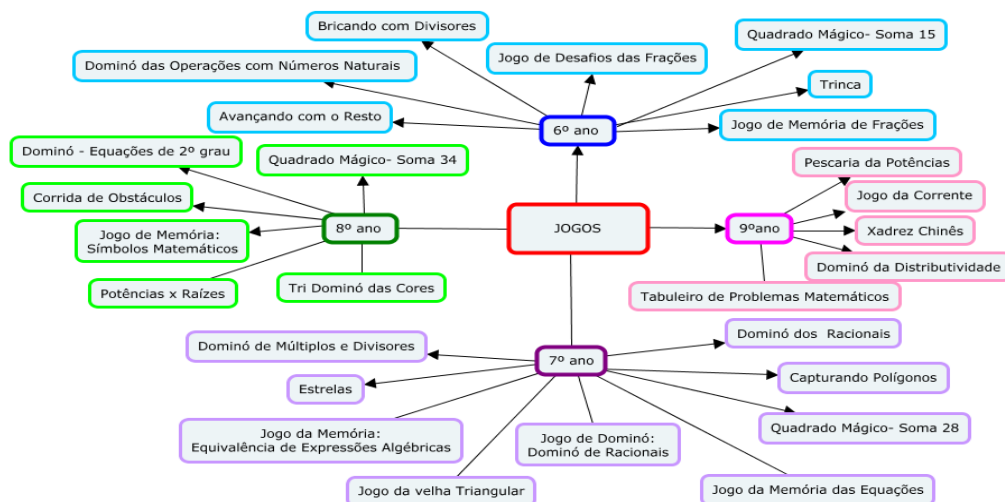 Bricando com Divisores
Quadrado Mágico- Soma 15
Dominó das Operações com Números Naturais
Jogo de Desafios das Frações
Trinca
Avançando com o Resto
6º ano
Jogo de Memória de Frações
Dominó - Equações de 2º grau
Quadrado Mágico- Soma 34
Pescaria da Potências
Corrida de Obstáculos
Jogo da Corrente
Jogo de Memória:
Símbolos Matemáticos
8º ano
JOGOS
9ºano
Xadrez Chinês
Dominó da Distributividade
Potências x Raízes
Tri Dominó das Cores
Tabuleiro de Problemas Matemáticos
Dominó de Múltiplos e Divisores
7º ano
Dominó dos Racionais
Estrelas
Capturando Polígonos
Jogo da Memória:
Equivalência de Expressões Algébricas
Jogo de Dominó:
Dominó de Racionais
Quadrado Mágico- Soma 28
Jogo da velha Triangular
Jogo da Memória das Equações